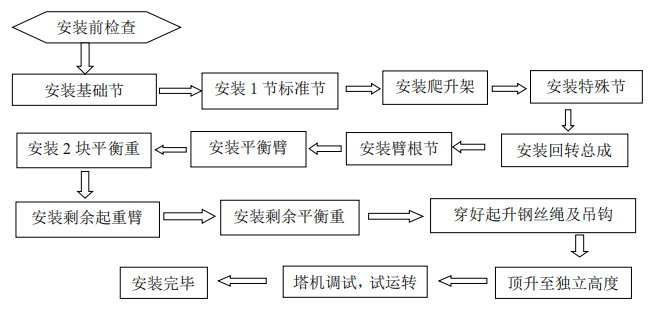 安装前检查
安装基础节
安装 1 节标准节
安装爬升架
安装特殊节
安装回转总成
安装臂根节
安装平衡臂
安装 2 块平衡重
安装剩余起重臂
安装剩余平衡重
穿好起升钢丝绳及吊钩
顶升至独立高度
塔机调试，试运转
安装完毕